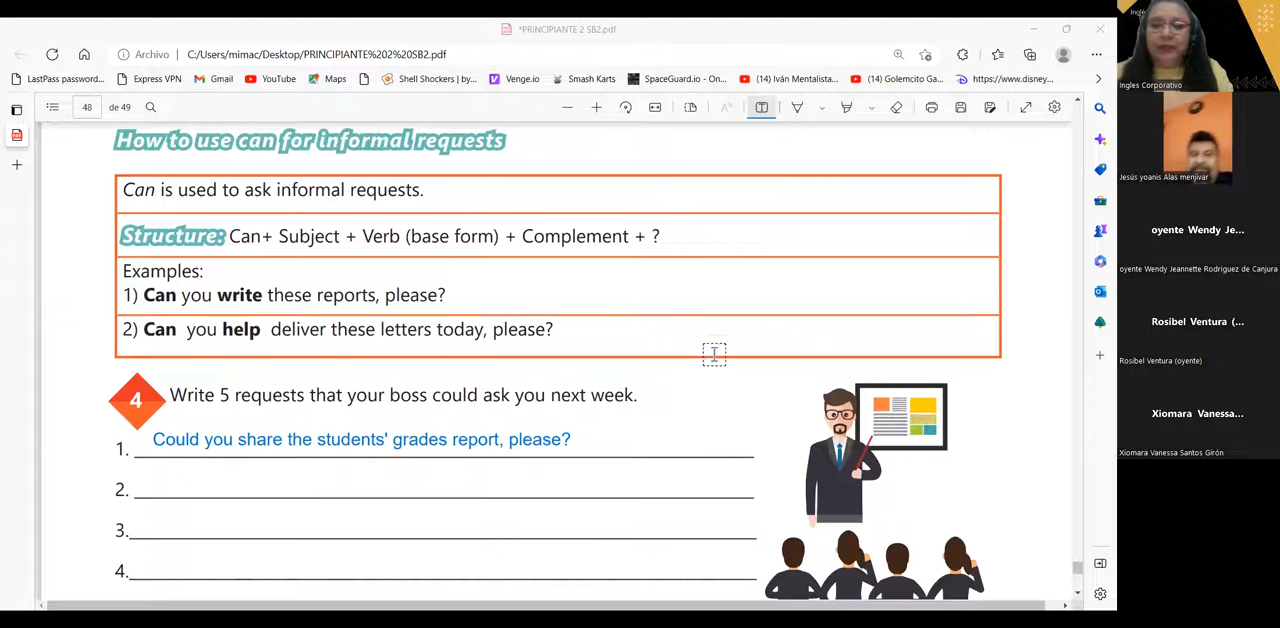 *PRINCIPIANTE 2 SB2.pdf
Archivo C:/Users/mimac/Desktop/PRINCIPIANTE%202%20SB2.pdf
LastPass password... Express VPN Gmail YouTube Maps Shell Shockers | by... Venge.io Smash Karts SpaceGuard.io - On... (14) Iván Mentalista... (14) Golemcito Ga... https://www.disney...
48 de 49
How to use can for informal requests
Can is used to ask informal requests.
Structure: Can+ Subject + Verb (base form) + Complement + ?
Examples:
1) Can you write these reports, please?
2) Can you help deliver these letters today, please?
4 Write 5 requests that your boss could ask you next week.
1. Could you share the students' grades report, please?
2.
3.
4.
Ingles Corporativo
Jesús yoanis Alas menjivar
oyente Wendy Je...
oyente Wendy Jeannette Rodriguez de Canjura
Rosibel Ventura (...
Rosibel Ventura (oyente)
Xiomara Vanessa...
Xiomara Vanessa Santos Girón